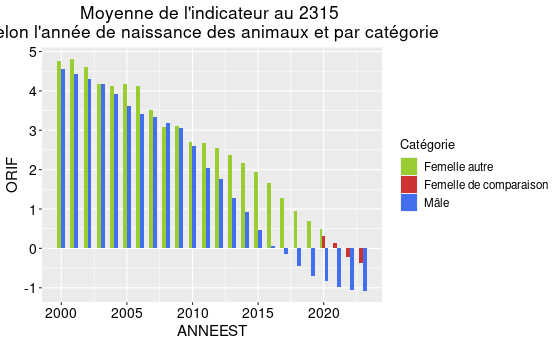 Moyenne de l'indicateur au 2315
elon l'année de naissance des animaux et par catégorie
5
4
3
2
1
0
-1
ORIF
2000
2005
2010
2015
2020
ANNEEST
Catégorie
Femelle autre
Femelle de comparaison
Mâle